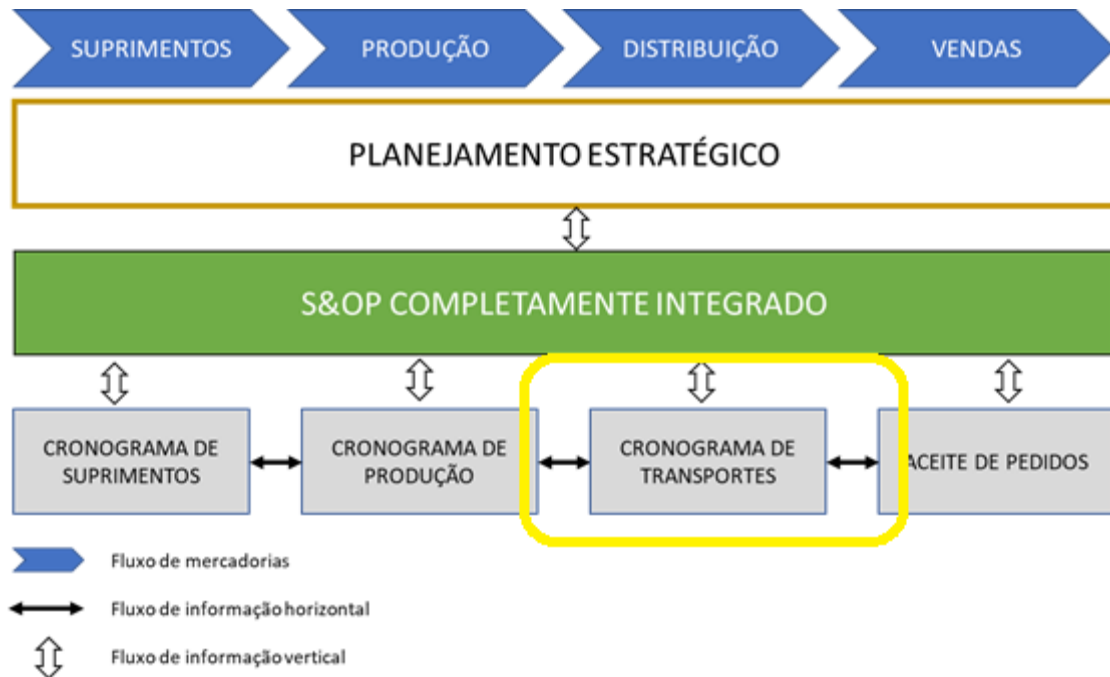 SUPRIMENTOS
PRODUÇÃO
DISTRIBUIÇÃO
VENDAS
PLANEJAMENTO ESTRATÉGICO
S&OP COMPLETAMENTE INTEGRADO
CRONOGRAMA DE
SUPRIMENTOS
CRONOGRAMA DE
PRODUÇÃO
CRONOGRAMA DE
TRANSPORTES
ACEITE DE PEDIDOS
Fluxo de mercadorias
Fluxo de informação horizontal
Fluxo de informação vertical